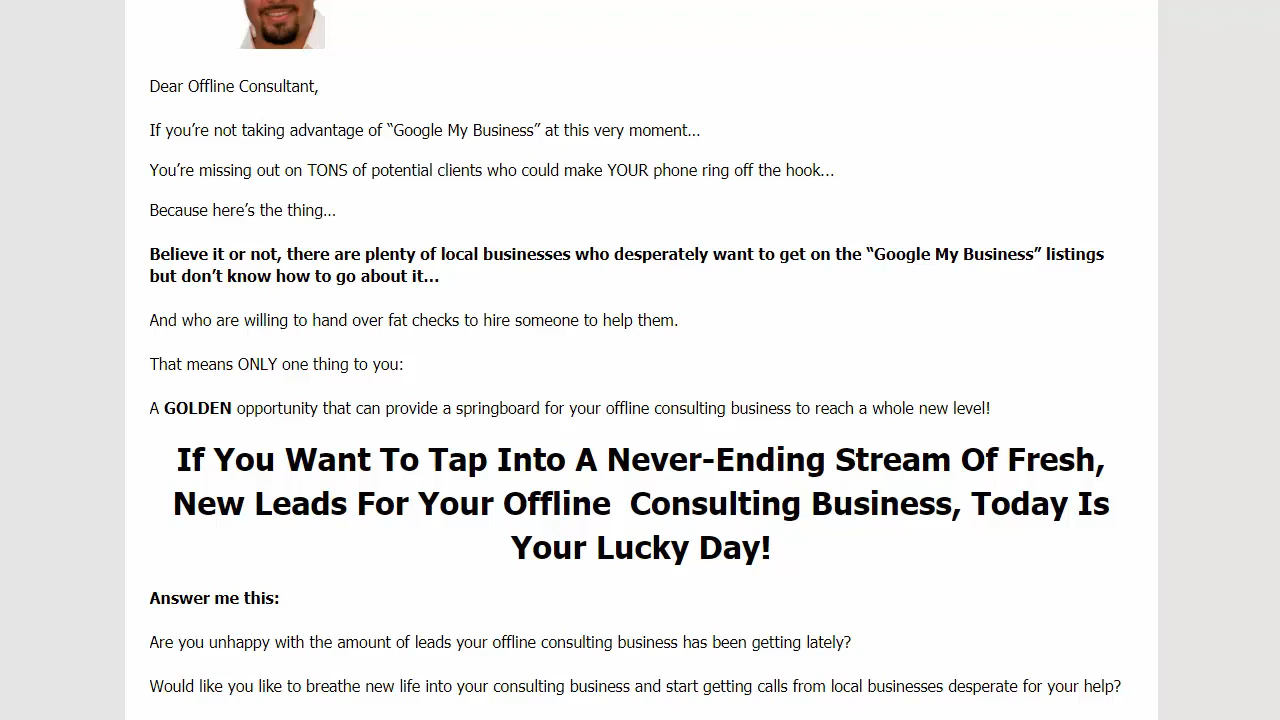 Dear Offline Consultant,
If you’re not taking advantage of “Google My Business” at this very moment…
You’re missing out on TONS of potential clients who could make YOUR phone ring off the hook…
Because here’s the thing…
Believe it or not, there are plenty of local businesses who desperately want to get on the “Google My Business” listings
but don’t know how to go about it…
And who are willing to hand over fat checks to hire someone to help them.
That means ONLY one thing to you:
A GOLDEN opportunity that can provide a springboard for your offline consulting business to reach a whole new level!
If You Want To Tap Into A Never-Ending Stream Of Fresh,
New Leads For Your Offline  Consulting Business, Today Is
Your Lucky Day!
Answer me this:
Are you unhappy with the amount of leads your offline consulting business has been getting lately?
Would like you like to breathe new life into your consulting business and start getting calls from local businesses desperate for your help?